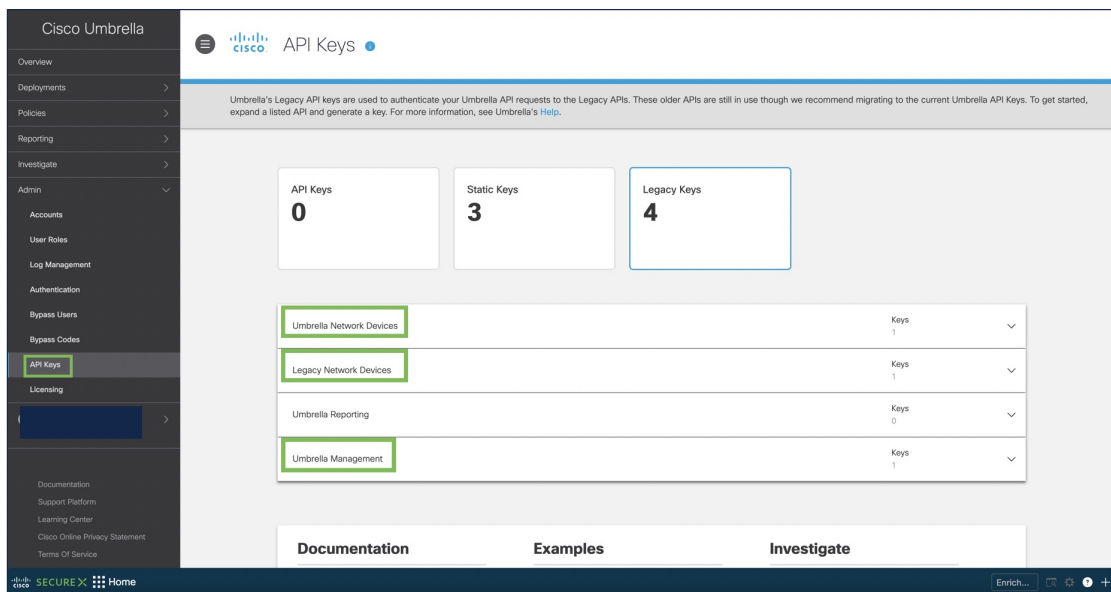 Cisco Umbrella
Overview
Deployments
Policies
Reporting
Investigate
Admin
Accounts
User Roles
Log Management
Authentication
Bypass Users
Bypass Codes
API Keys
Licensing
Documentation
Support Platform
Learning Center
Cisco Online Privacy Statement
Terms Of Service
cisco
API Keys
Umbrella's Legacy API keys are used to authenticate your Umbrella API requests to the Legacy APIs. These older APIs are still in use though we recommend migrating to the current Umbrella API Keys. To get started,
expand a listed API and generate a key. For more information, see Umbrella's Help.
API Keys
0
Static Keys
3
Legacy Keys
4
Umbrella Network Devices
Keys
1
Legacy Network Devices
Keys
1
Umbrella Reporting
Keys
0
Umbrella Management
Keys
1
Documentation
Examples
Investigate
cisco SECUREX Home
Enrich...